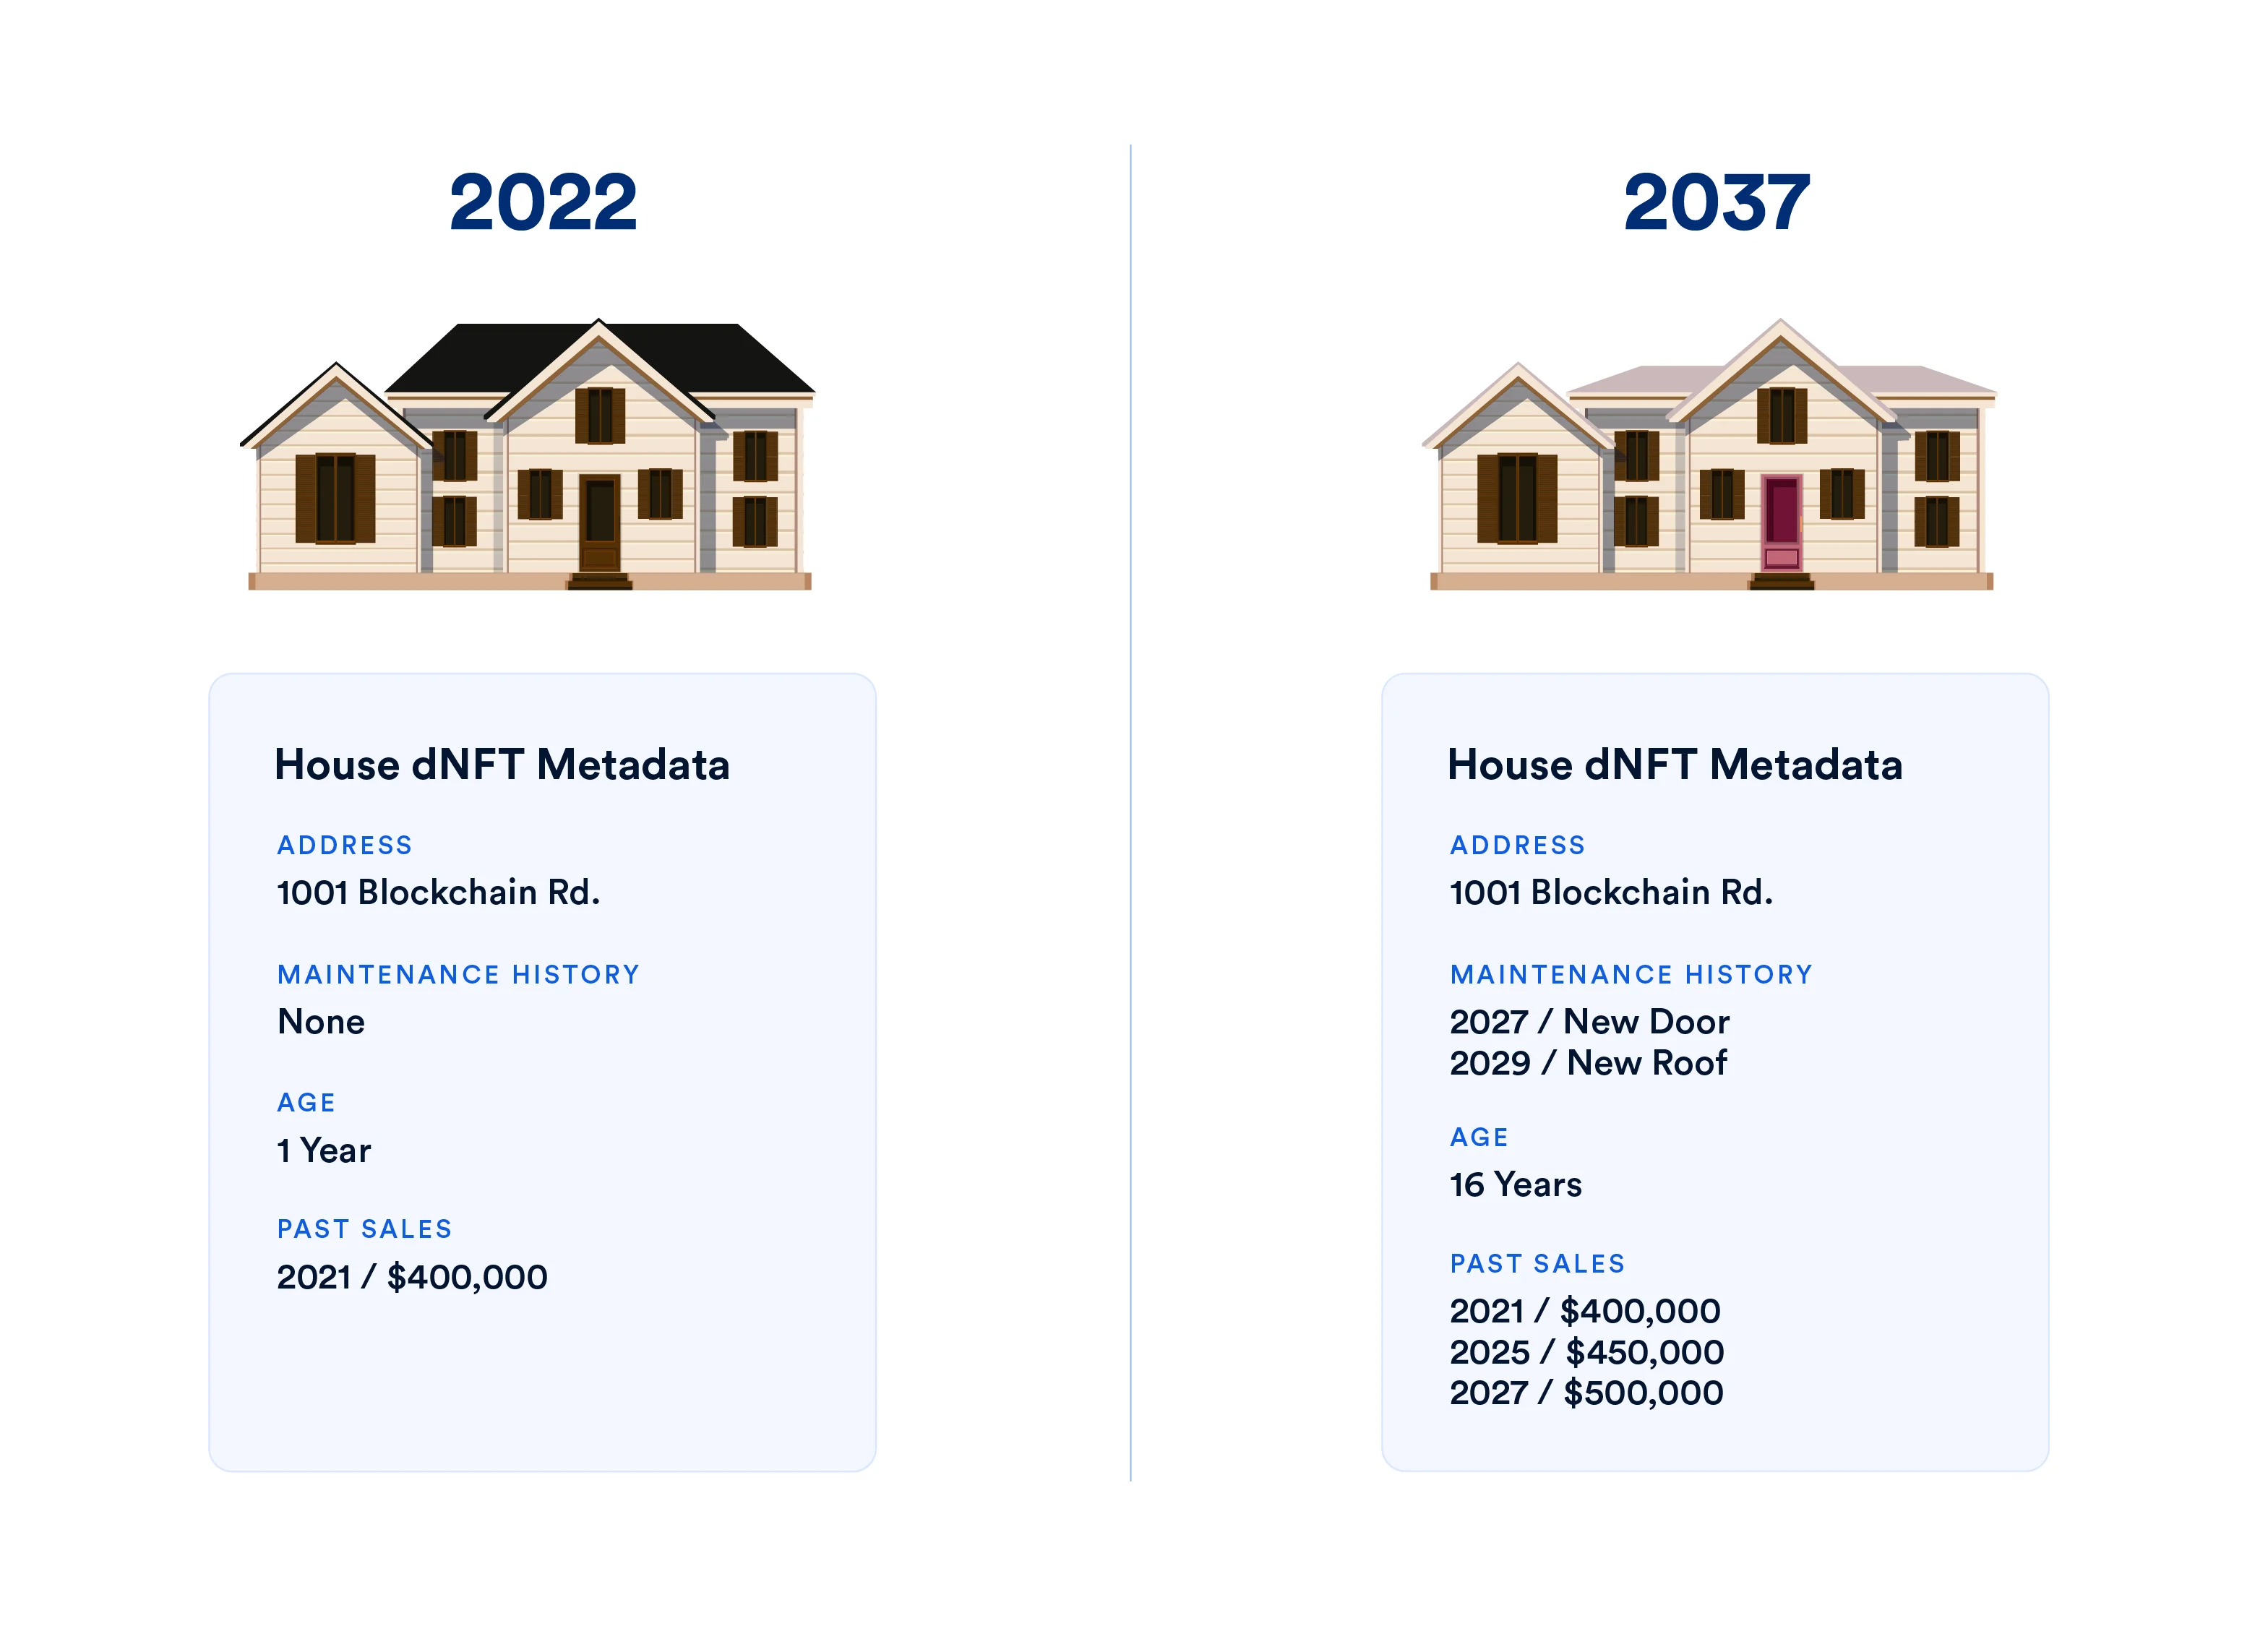 2022
House dNFT Metadata
ADDRESS
1001 Blockchain Rd.
MAINTENANCE HISTORY
None
AGE
1 Year
PAST SALES
2021 / $400,000
2037
House dNFT Metadata
ADDRESS
1001 Blockchain Rd.
MAINTENANCE HISTORY
2027 / New Door
2029 / New Roof
AGE
16 Years
PAST SALES
2021 / $400,000
2025 / $450,000
2027 / $500,000